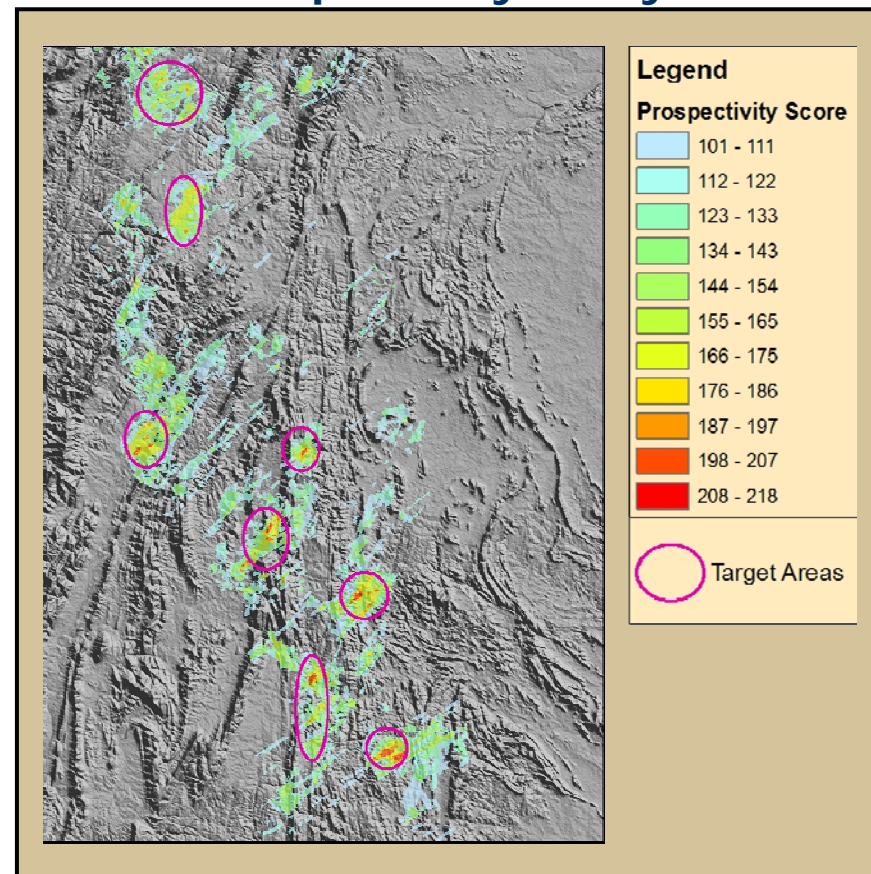 Legend
Prospectivity Score
101 - 111
112 - 122
123 - 133
134 - 143
144 - 154
155 - 165
166 - 175
176 - 186
187 - 197
198 - 207
208 - 218
Target Areas